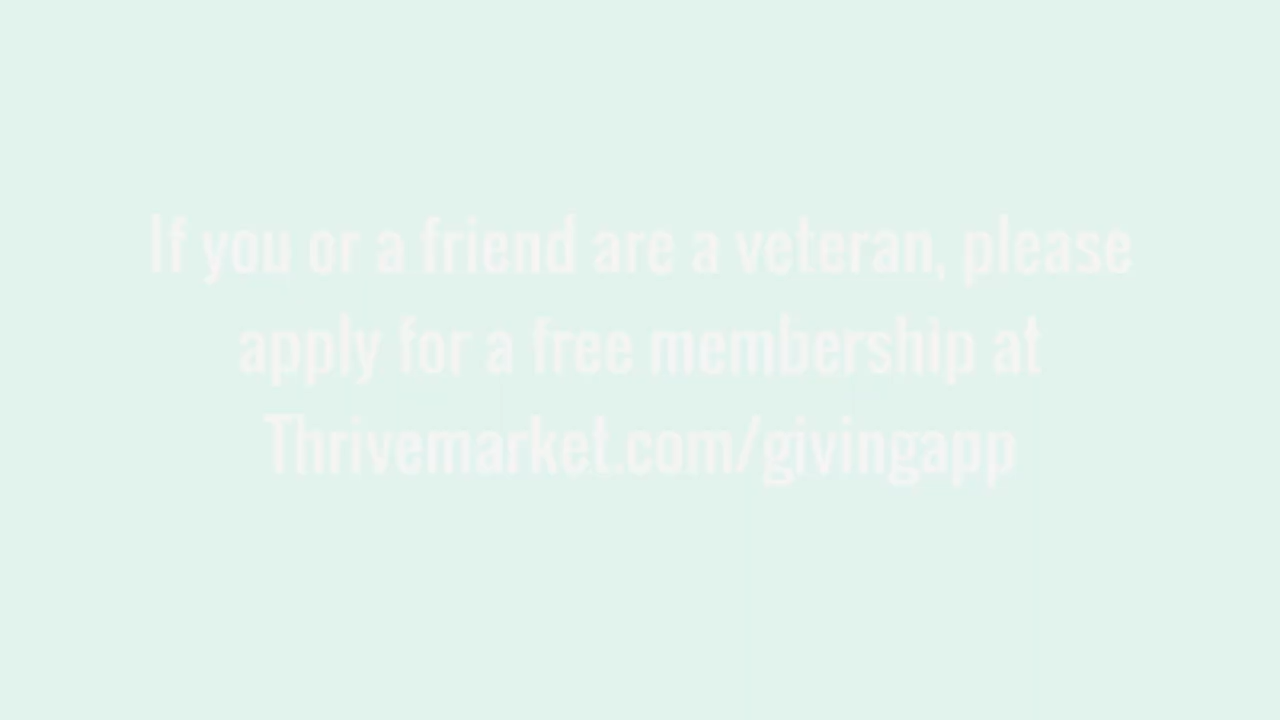 If you or a friend are a veteran, please
apply for a free membership at
Thrivemarket.com/givingapp